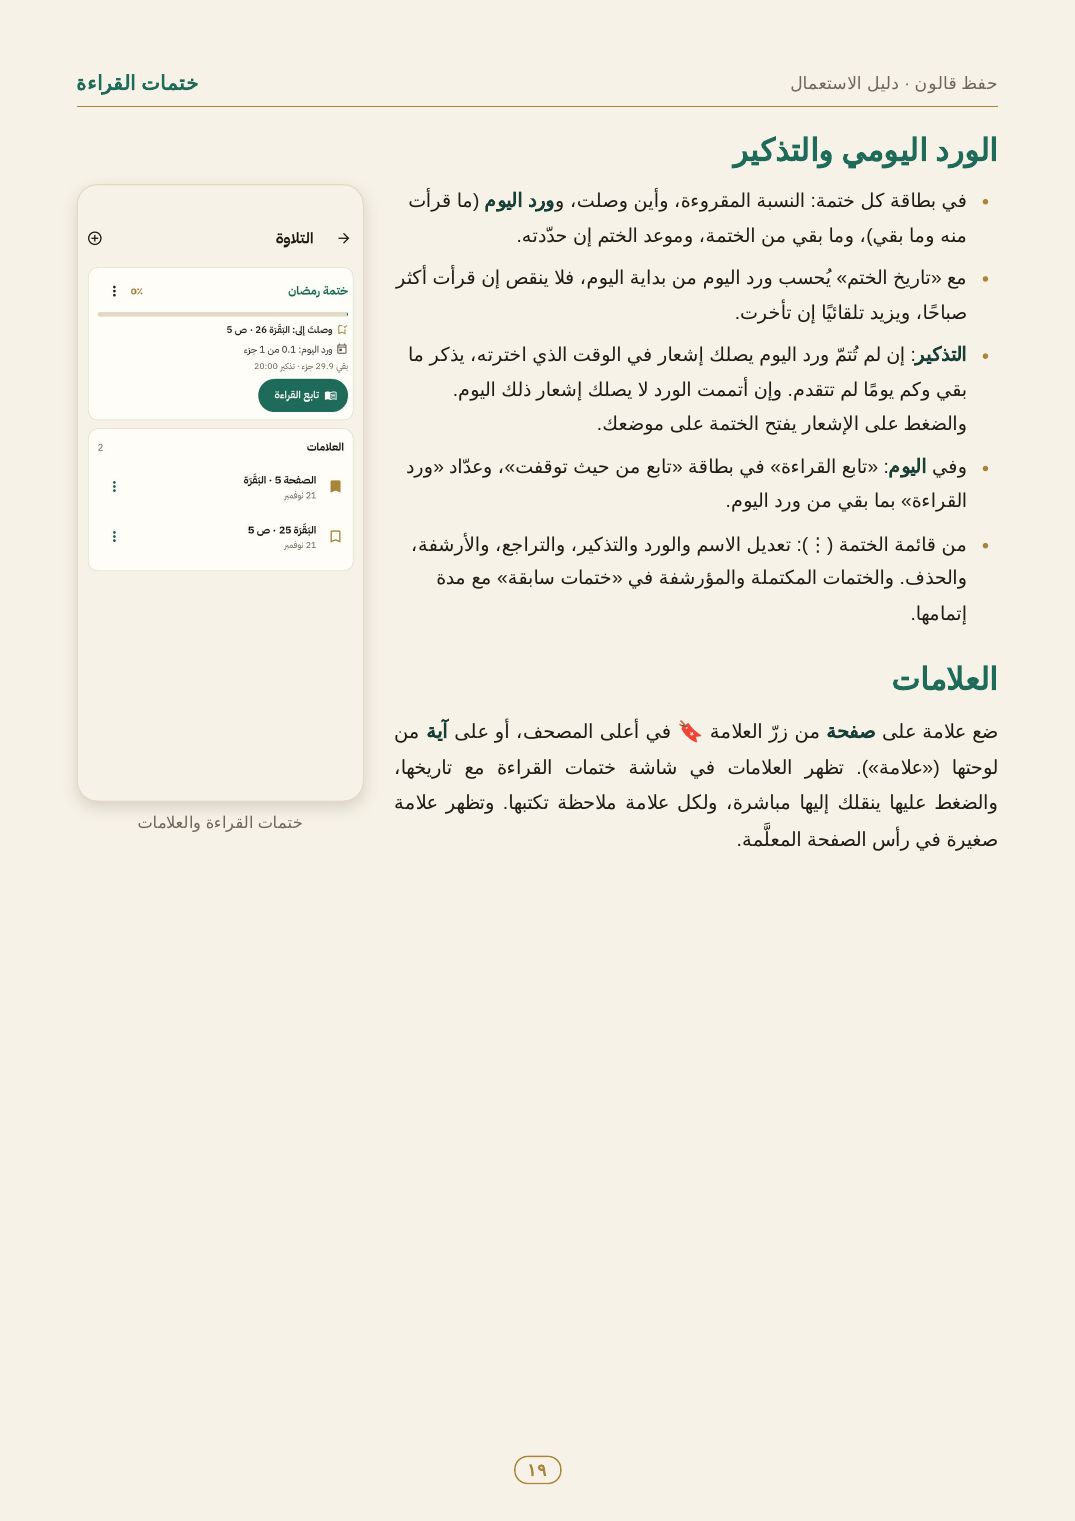 حفظ قالون · دليل الاستعمال
ختمات القراءة
الورد اليومي والتذكير
• في بطاقة كل ختمة: النسبة المقروءة، وأين وصلت، وورد اليوم (ما قرأت
منه وما بقي)، وما بقي من الختمة، وموعد الختم إن حدّدته.
• مع «تاريخ الختم» يُحسب ورد اليوم من بداية اليوم، فلا ينقص إن قرأت أكثر
صباحًا، ويزيد تلقائيًا إن تأخرت.
• التذكير: إن لم تُتمّ ورد اليوم يصلك إشعار في الوقت الذي اخترته، يذكر ما
بقي وكم يومًا لم تتقدم. وإن أتممت الورد لا يصلك إشعار ذلك اليوم.
والضغط على الإشعار يفتح الختمة على موضعك.
• وفي اليوم: «تابع القراءة» في بطاقة «تابع من حيث توقفت»، وعدّاد «ورد
القراءة» بما بقي من ورد اليوم.
• من قائمة الختمة (⋮): تعديل الاسم والورد والتذكير، والتراجع، والأرشفة،
والحذف. والختمات المكتملة والمؤرشفة في «ختمات سابقة» مع مدة
إتمامها.
العلامات
ضع علامة على صفحة من زرّ العلامة 🔖 في أعلى المصحف، أو على آية من
لوحتها («علامة»). تظهر العلامات في شاشة ختمات القراءة مع تاريخها،
والضغط عليها ينقلك إليها مباشرة، ولكل علامة ملاحظة تكتبها. وتظهر علامة
صغيرة في رأس الصفحة المعلَّمة.
التلاوة
ختمة رمضان
0٪
وصلتَ إلى: البَقَرَة 26 · ص 5
ورد اليوم: 0.1 من 1 جزء
بقي 29.9 جزء · تذكير 20:00
تابع القراءة
العلامات
2
الصفحة 5 · البَقَرَة
21 نوفمبر
البَقَرَة 25 · ص 5
21 نوفمبر
ختمات القراءة والعلامات
١٩